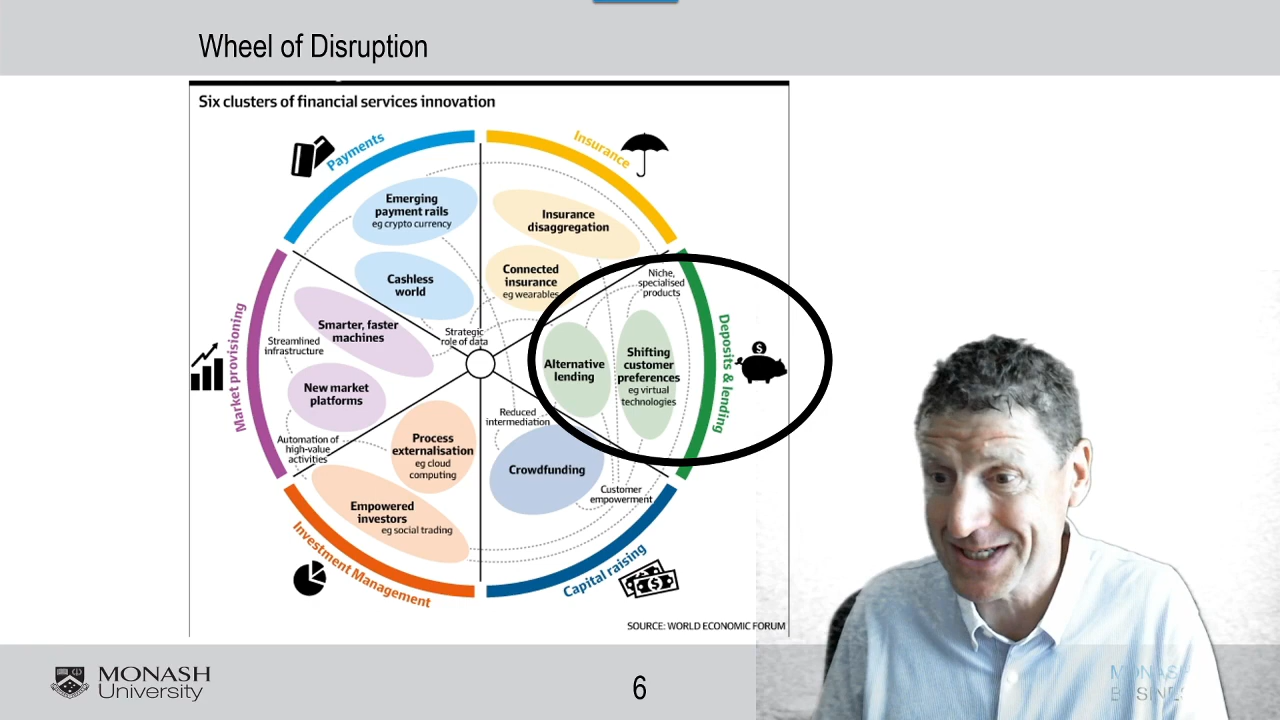 Wheel of Disruption
Six clusters of financial services innovation
Payments
Insurance
Emerging
payment rails
eg crypto currency
Insurance
disaggregation
Cashless
world
Connected
insurance
eg wearables
Niche,
specialised
products
Market provisioning
Smarter, faster
machines
Streamlined
infrastructure
New market
platforms
Automation of
high-value
activities
Strategic
role of data
Alternative
lending
Shifting
customer
preferences
eg virtual
technologies
Deposits & lending
$
Process
externalisation
eg cloud
computing
Empowered
investors
eg social trading
Investment Management
Reduced
intermediation
Crowdfunding
Customer
empowerment
Capital raising
SOURCE: WORLD ECONOMIC FORUM
MONASH
University
6